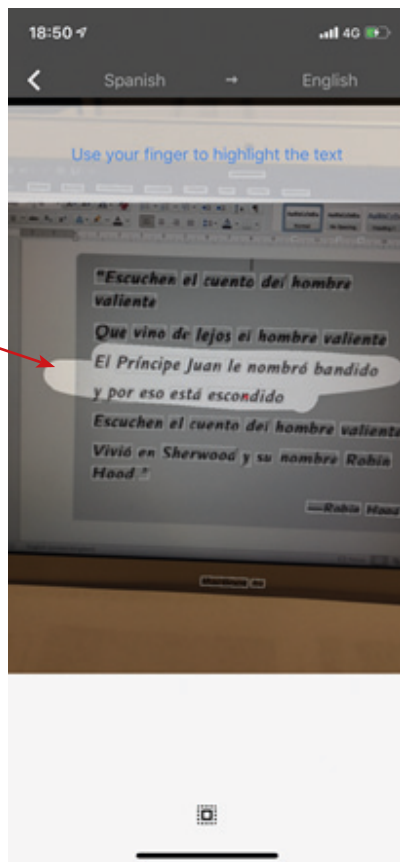 18:50
4G
Spanish → English
Use your finger to highlight the text
"Escuchen el cuento del hombre
valiente
Que vino de lejos el hombre valiente
El Príncipe Juan le nombró bandido
y por eso está escondido
Escuchen el cuento del hombre valiente
Vivió en Sherwood y su nombre Robin
Hood."
—Robin Hood